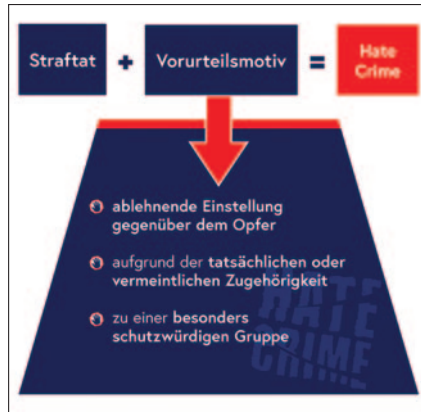 Straftat + Vorurteilsmotiv = Hate
Crime
ablehnende Einstellung
gegenüber dem Opfer
aufgrund der tatsächlichen oder
vermeintlichen Zugehörigkeit
zu einer besonders
schutzwürdigen Gruppe
HATE
CRIME